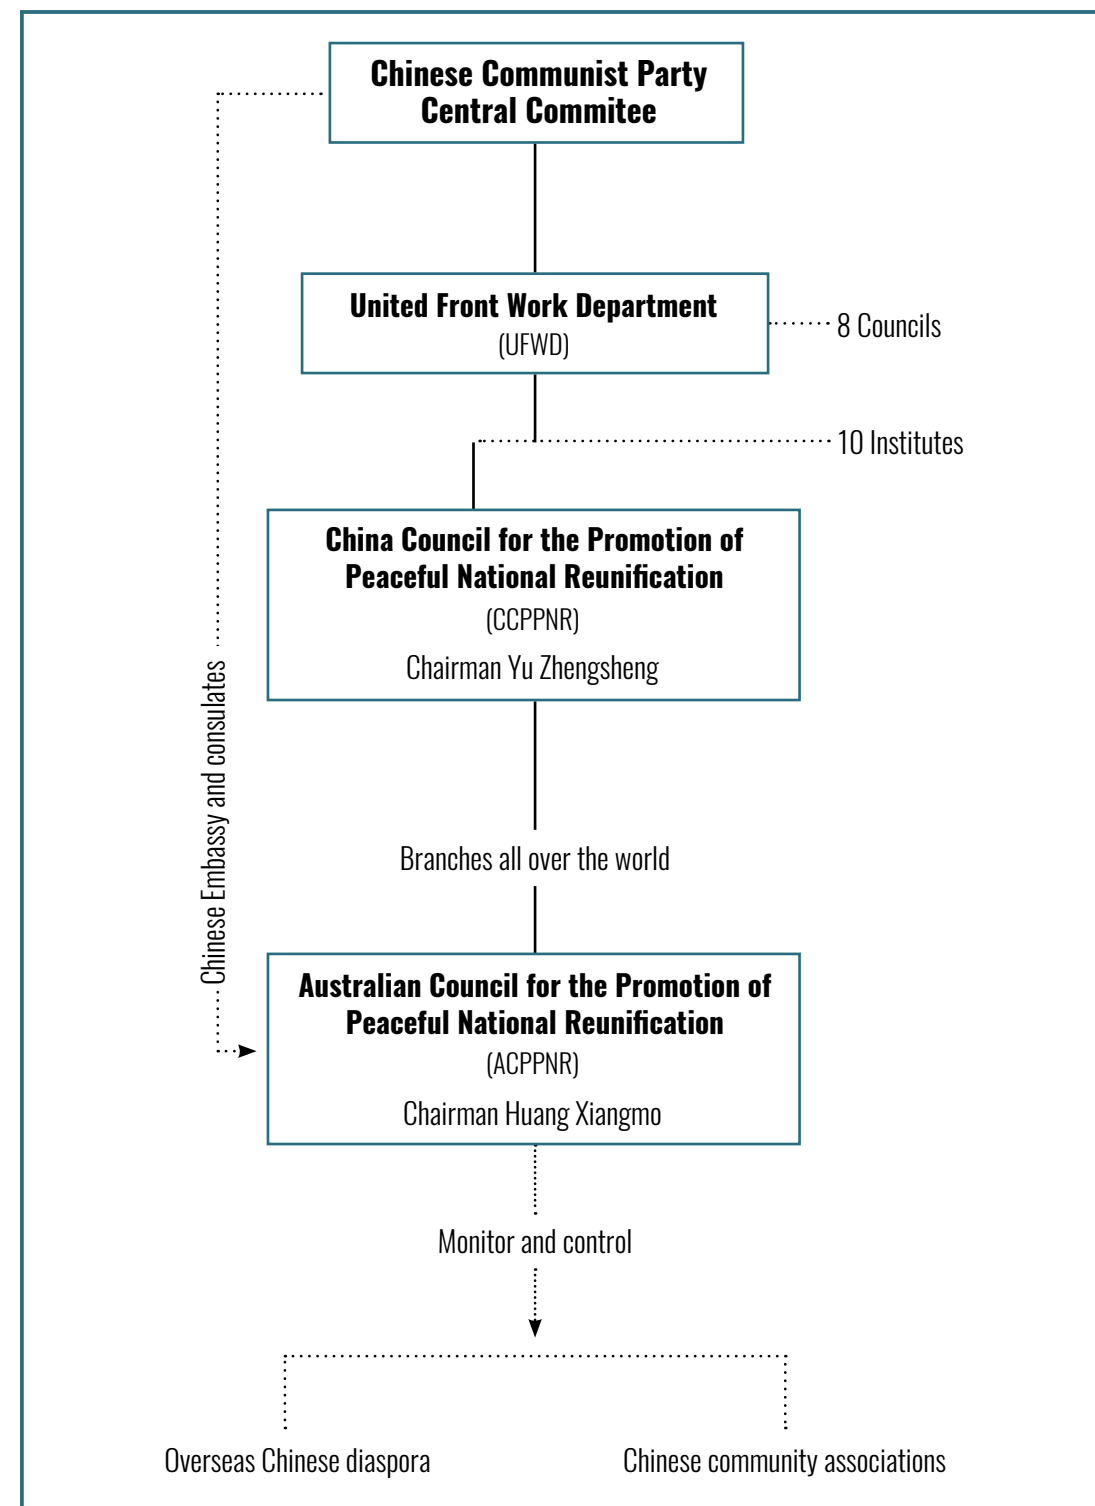 Chinese Communist Party
Central Commitee
United Front Work Department
(UFWD)
8 Councils
10 Institutes
China Council for the Promotion of
Peaceful National Reunification
(CCPPNR)
Chairman Yu Zhengsheng
Chinese Embassy and consulates
Branches all over the world
Australian Council for the Promotion of
Peaceful National Reunification
(ACPPNR)
Chairman Huang Xiangmo
Monitor and control
Overseas Chinese diaspora
Chinese community associations